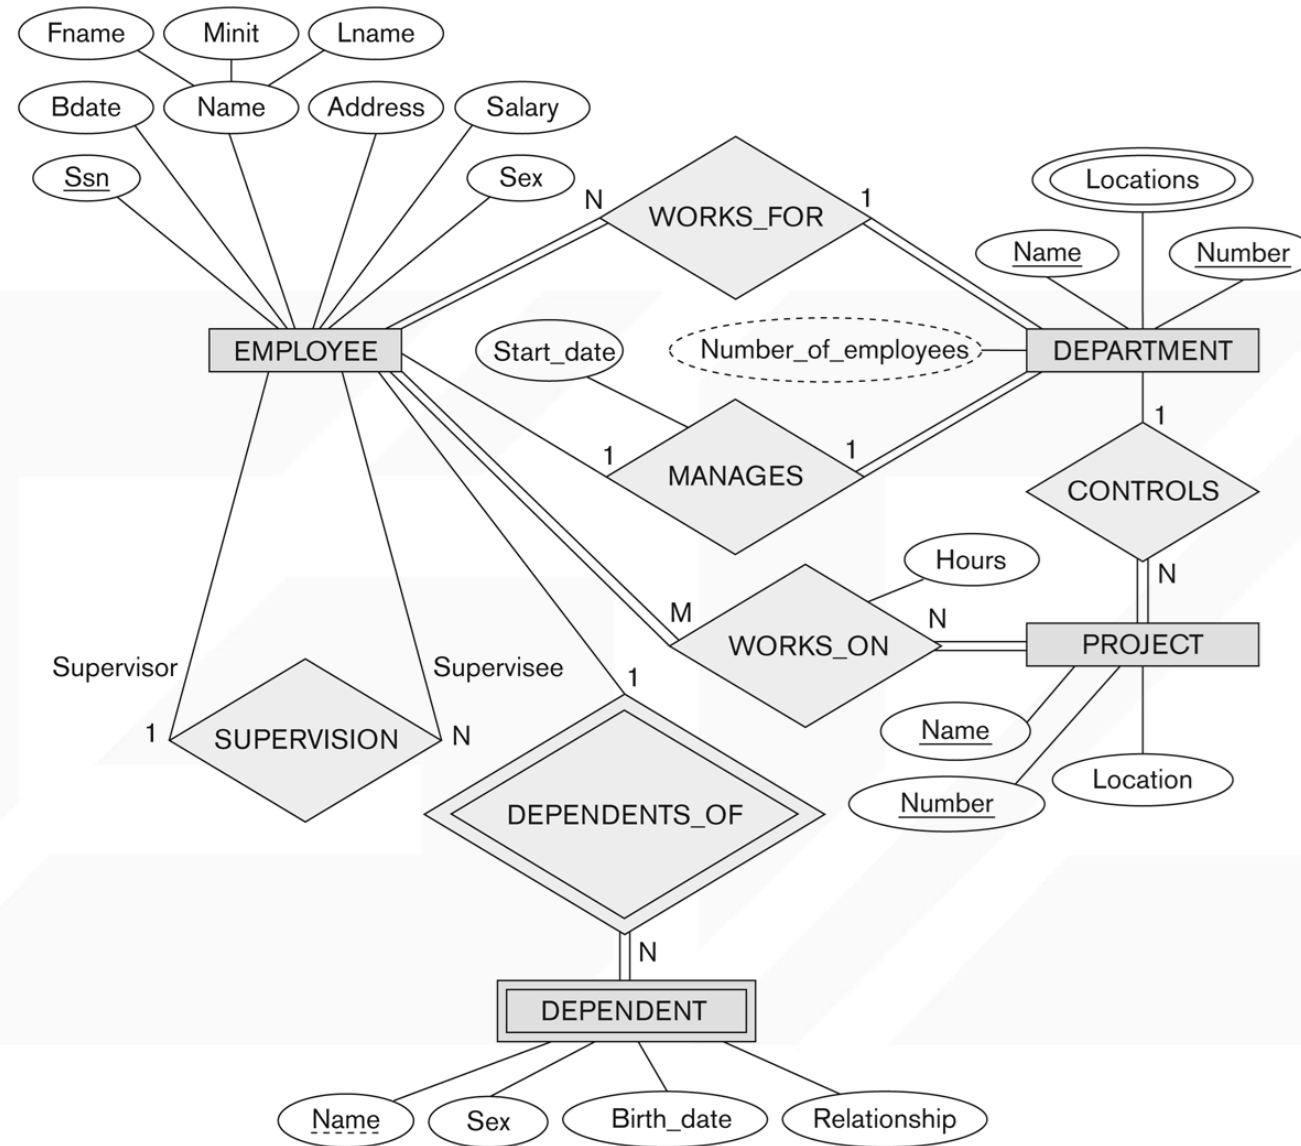 Fname
Minit
Lname
Bdate
Name
Address
Salary
Ssn
Sex
N
WORKS_FOR
1
Locations
Name
Number
EMPLOYEE
Start_date
Number_of_employees
DEPARTMENT
1
MANAGES
1
1
CONTROLS
N
Hours
M
WORKS_ON
N
PROJECT
Supervisor
Supervisee
1
SUPERVISION
N
1
Name
Number
Location
DEPENDENTS_OF
N
DEPENDENT
Name
Sex
Birth_date
Relationship